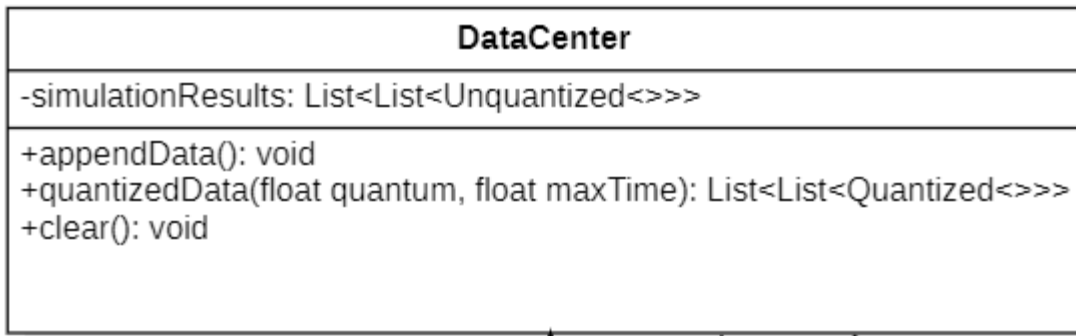 DataCenter
-simulationResults: List<List<Unquantized<>>>
+appendData(): void
+quantizedData(float quantum, float maxTime): List<List<Quantized<>>>
+clear(): void